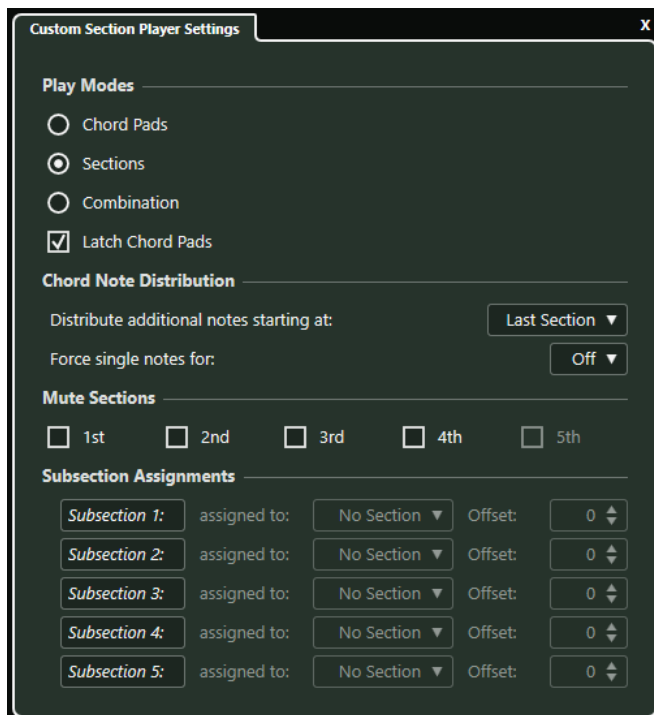 Custom Section Player Settings X
Play Modes
Chord Pads
Sections
Combination
Latch Chord Pads
Chord Note Distribution
Distribute additional notes starting at: Last Section
Force single notes for: Off
Mute Sections
1st 2nd 3rd 4th 5th
Subsection Assignments
Subsection 1: assigned to: No Section Offset: 0
Subsection 2: assigned to: No Section Offset: 0
Subsection 3: assigned to: No Section Offset: 0
Subsection 4: assigned to: No Section Offset: 0
Subsection 5: assigned to: No Section Offset: 0